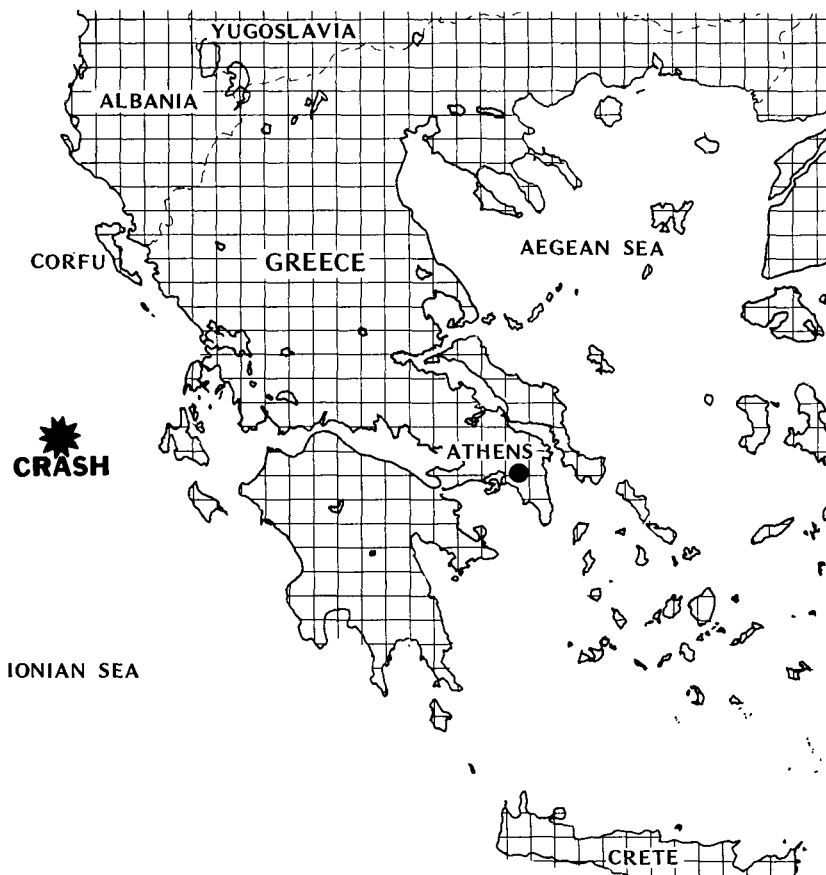 YUGOSLAVIA
ALBANIA
CORFU
GREECE
AEGEAN SEA
CRASH
ATHENS
IONIAN SEA
CRETE